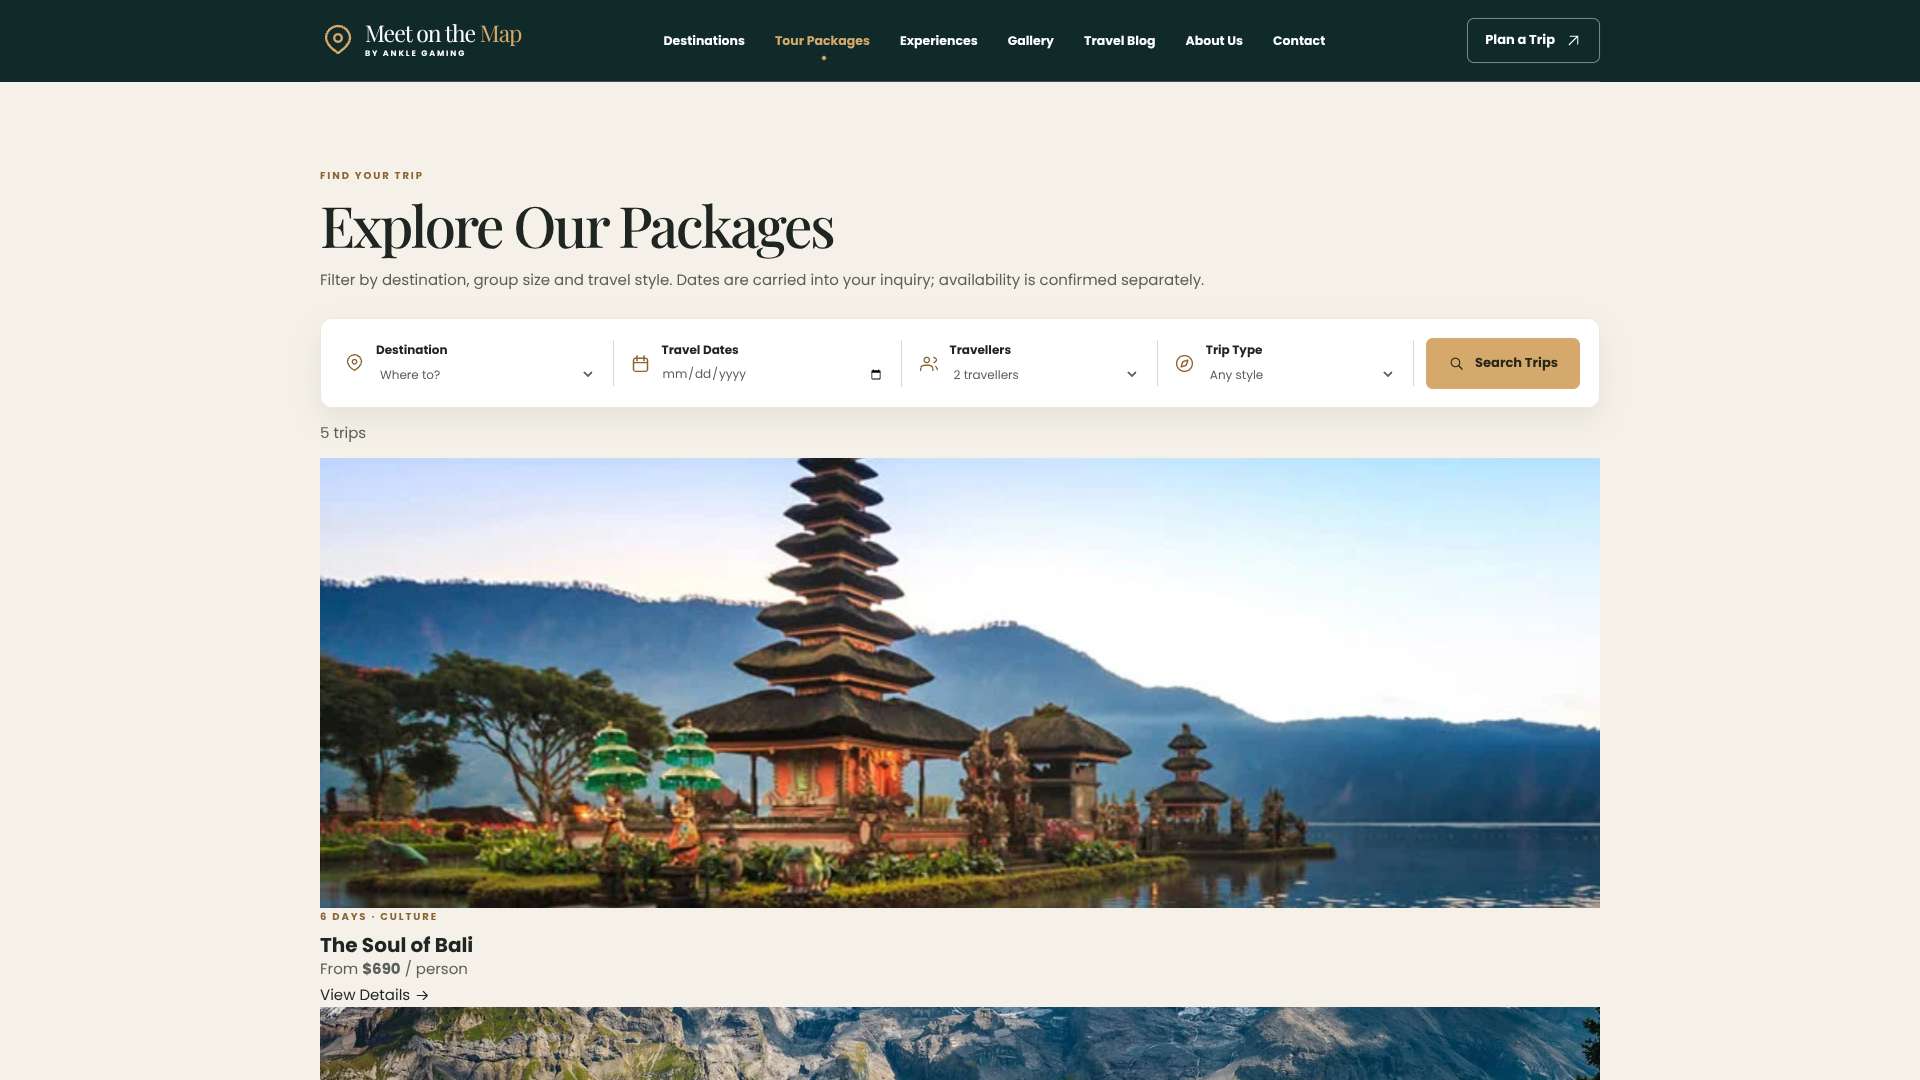 Meet on the Map
BY ANKLE GAMING
Destinations
Tour Packages
Experiences
Gallery
Travel Blog
About Us
Contact
Plan a Trip
FIND YOUR TRIP
Explore Our Packages
Filter by destination, group size and travel style. Dates are carried into your inquiry; availability is confirmed separately.
Destination
Where to?
Travel Dates
mm/dd/yyyy
Travellers
2 travellers
Trip Type
Any style
Search Trips
5 trips
6 DAYS · CULTURE
The Soul of Bali
From $690 / person
View Details →